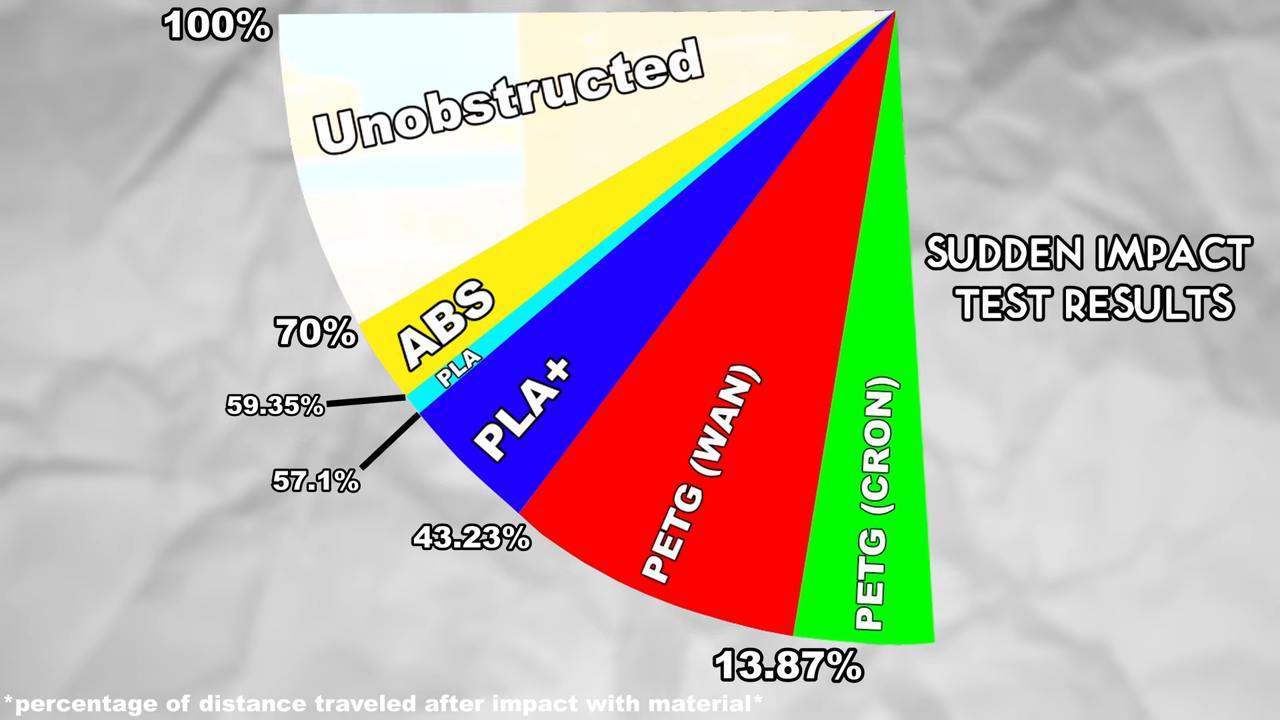 100%
Unobstructed
SUDDEN IMPACT
TEST RESULTS
70%
ABS
PLA
59.35%
PLA+
57.1%
PETG (WAN)
PETG (CRON)
43.23%
13.87%
*percentage of distance traveled after impact with material*